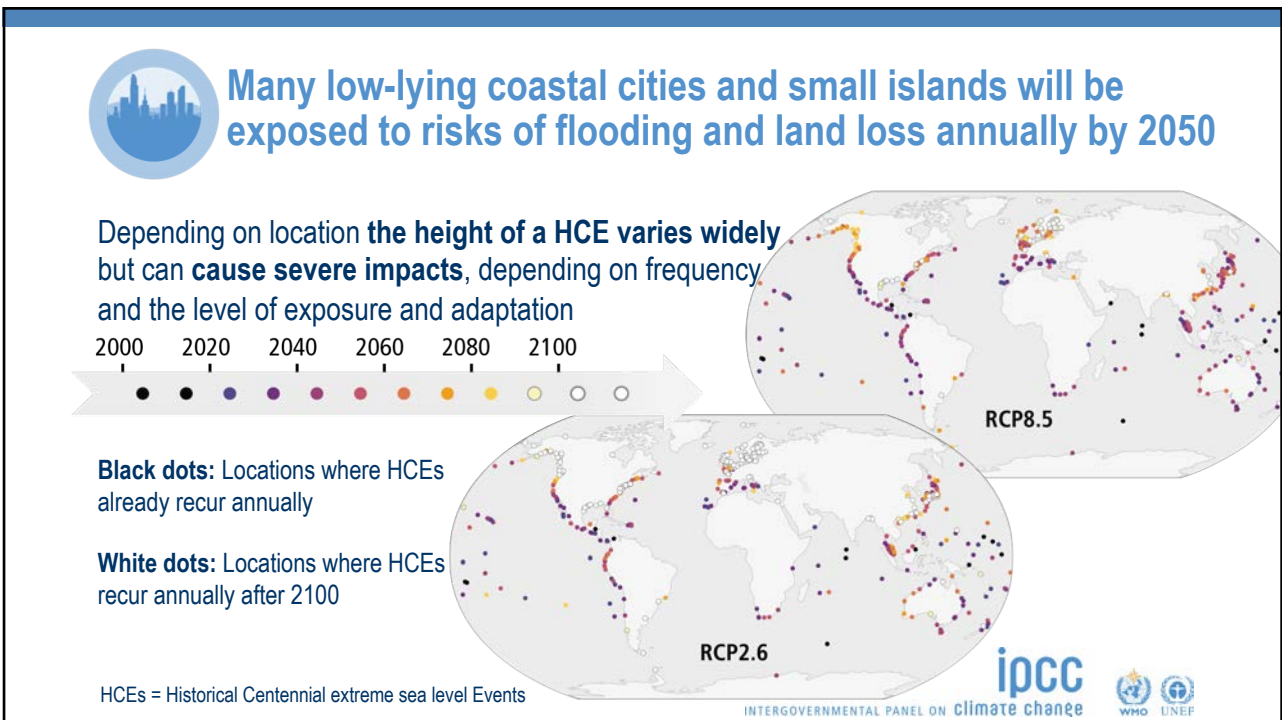 Many low-lying coastal cities and small islands will be
exposed to risks of flooding and land loss annually by 2050
Depending on location the height of a HCE varies widely
but can cause severe impacts, depending on frequency
and the level of exposure and adaptation
2000 2020 2040 2060 2080 2100
RCP8.5
Black dots: Locations where HCEs
already recur annually
White dots: Locations where HCEs
recur annually after 2100
RCP2.6
HCEs = Historical Centennial extreme sea level Events
ipcc
INTERGOVERNMENTAL PANEL ON climate change
WMO UNEP